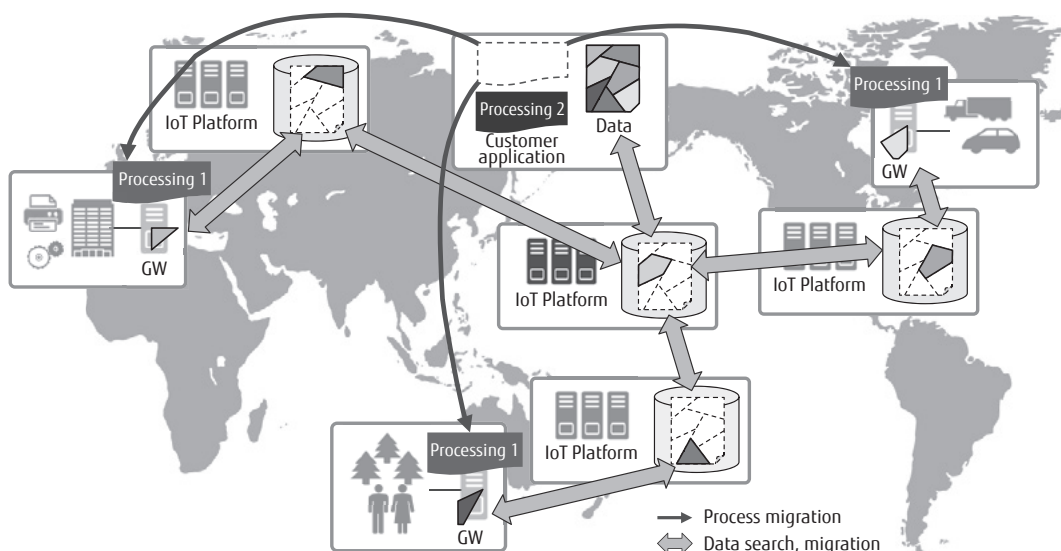 IoT Platform
Processing 2
Customer
application
Data
Processing 1
GW
Processing 1
GW
IoT Platform
IoT Platform
IoT Platform
Processing 1
GW
Process migration
Data search, migration